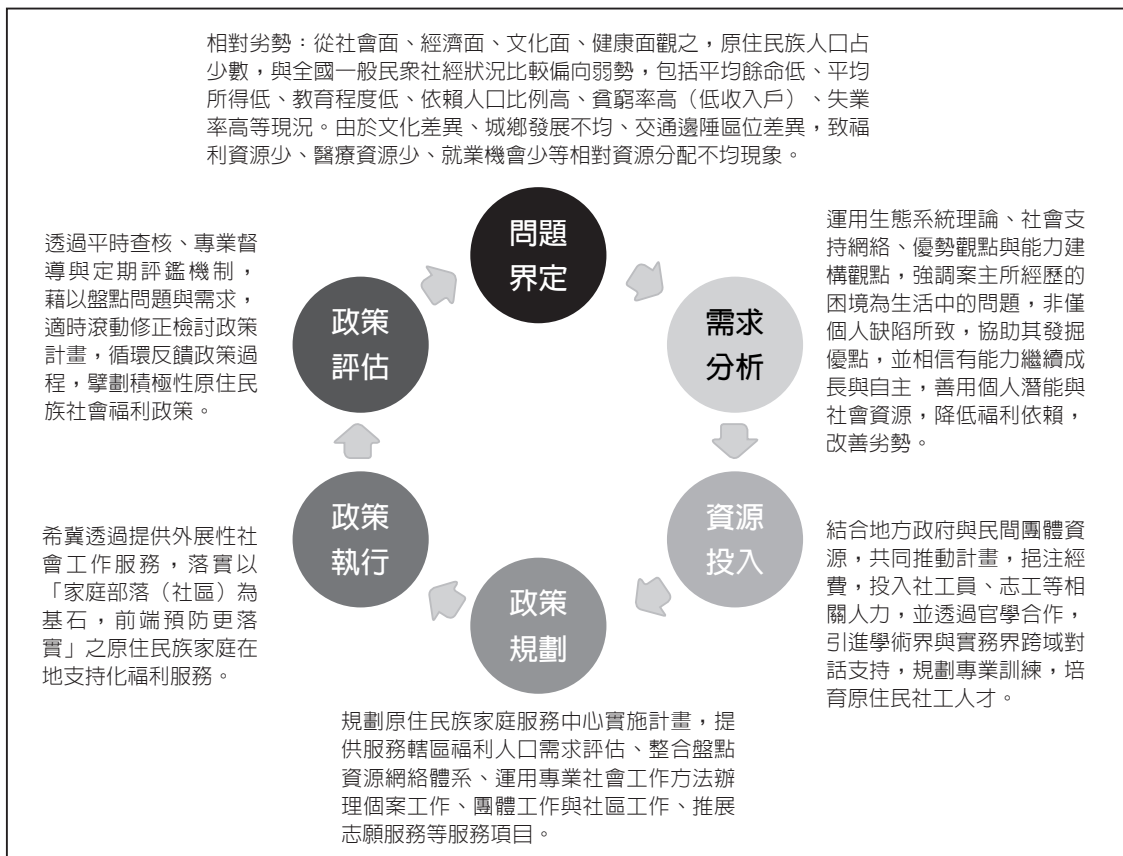 相對劣勢：從社會面、經濟面、文化面、健康面觀之，原住民族人口占
少數，與全國一般民衆社經狀況比較偏向弱勢，包括平均餘命低、平均
所得低、教育程度低、依賴人口比例高、貧窮率高（低收入戶）、失業
率高等現況。由於文化差異、城鄉發展不均、交通邊陲區位差異，致福
利資源少、醫療資源少、就業機會少等相對資源分配不均現象。
問題
界定
運用生態系統理論、社會支
持網絡、優勢觀點與能力建
構觀點，強調案主所經歷的
困境為生活中的問題，非僅
個人缺陷所致，協助其發掘
優點，並相信有能力繼續成
長與自主，善用個人潛能與
社會資源，降低福利依賴，
改善劣勢。
需求
分析
結合地方政府與民間團體資
源，共同推動計畫，挹注經
費，投入社工員、志工等相
關人力，並透過官學合作，
引進學術界與實務界跨域對
話支持，規劃專業訓練，培
育原住民社工人才。
資源
投入
政策
規劃
規劃原住民族家庭服務中心實施計畫，提
供服務轄區福利人口需求評估、整合盤點
資源網絡體系、運用專業社會工作方法辦
理個案工作、團體工作與社區工作、推展
志願服務等服務項目。
政策
執行
希冀透過提供外展性社
會工作服務，落實以
「家庭部落（社區）為
基石，前端預防更落
實」之原住民族家庭在
地支持化福利服務。
政策
評估
透過平時查核、專業督
導與定期評鑑機制，
藉以盤點問題與需求，
適時滾動修正檢討政策
計畫，循環反饋政策過
程，擘劃積極性原住民
族社會福利政策。